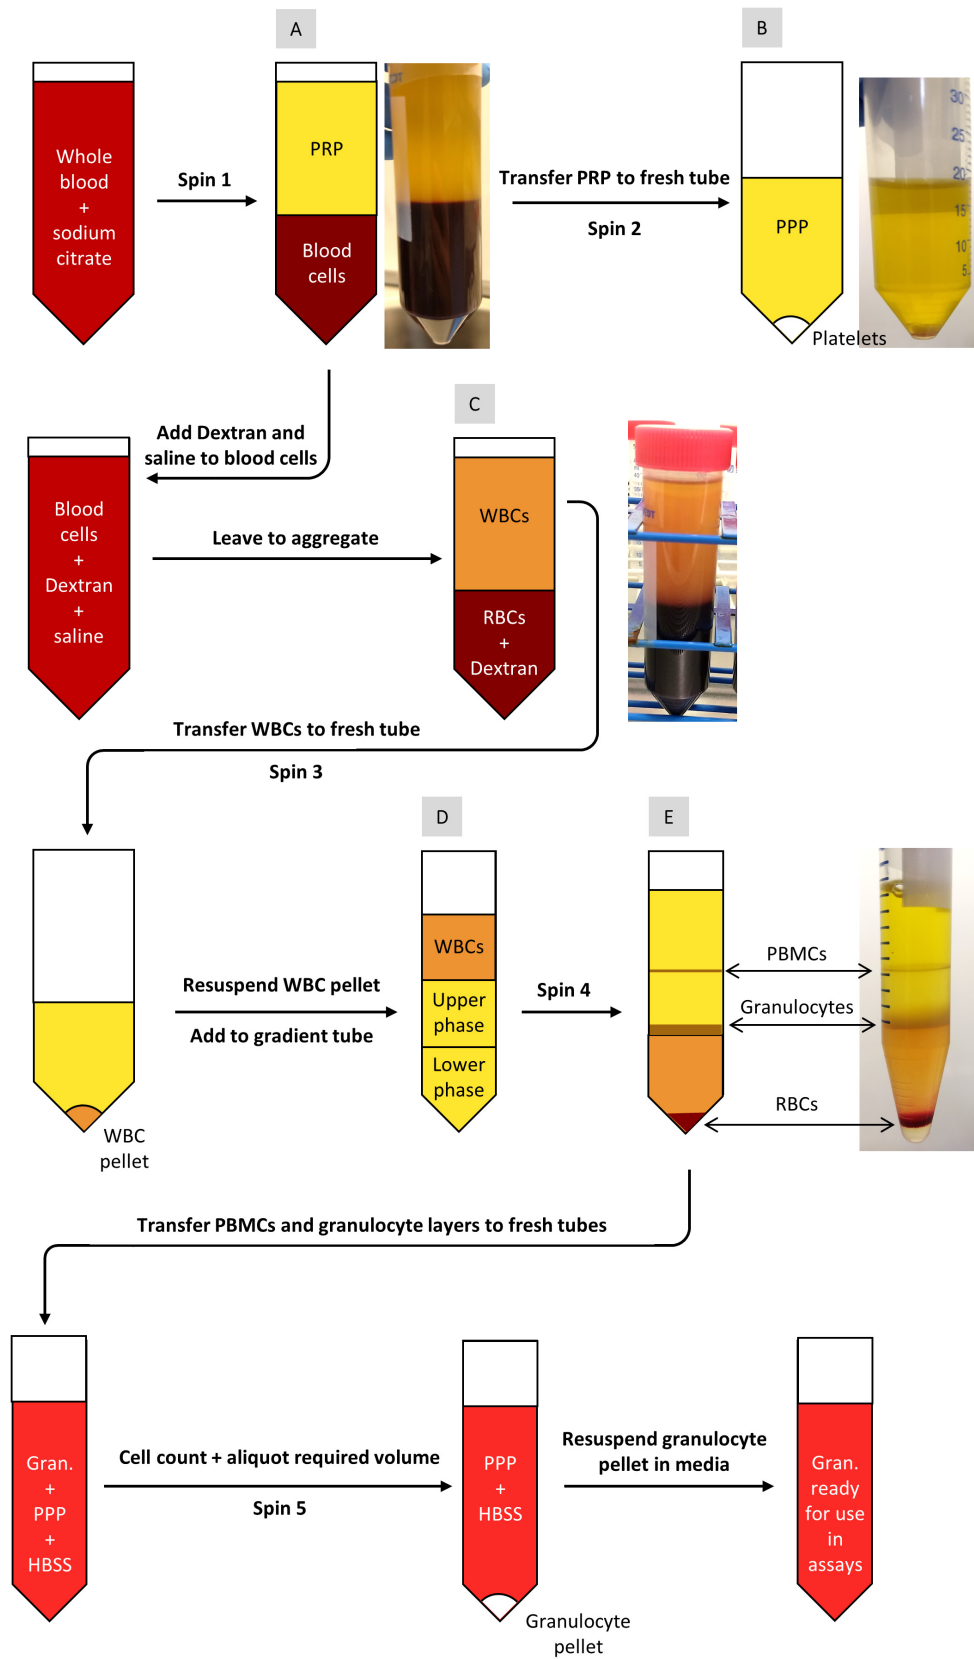 A
B
Whole
blood
+
sodium
citrate
Spin 1
PRP
Blood
cells
Transfer PRP to fresh tube
Spin 2
PPP
Platelets
30
25
20
15
10
5
C
Add Dextran and
saline to blood cells
Blood
cells
+
Dextran
+
saline
Leave to aggregate
WBCs
RBCs
+
Dextran
Transfer WBCs to fresh tube
Spin 3
D
E
WBC
pellet
Resuspend WBC pellet
Add to gradient tube
WBCs
Upper
phase
Lower
phase
Spin 4
PBMCs
Granulocytes
RBCs
Transfer PBMCs and granulocyte layers to fresh tubes
Gran.
+
PPP
+
HBSS
Cell count + aliquot required volume
Spin 5
PPP
+
HBSS
Granulocyte
pellet
Resuspend granulocyte
pellet in media
Gran.
ready
for use
in
assays